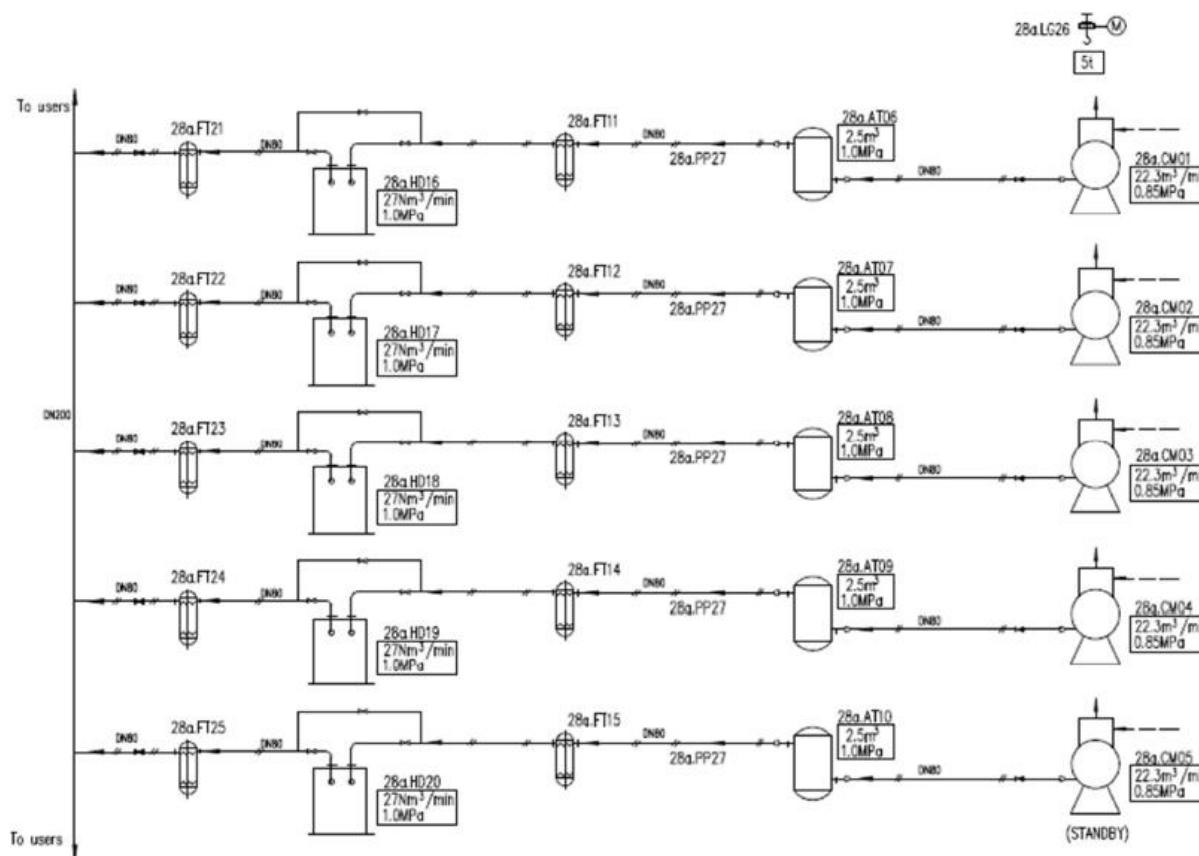 28a.LG26
M
5t
To users
DN80
28a.FT21
DN80
28a.HD16
27Nm³/min
1.0MPa
28a.FT11
DN80
28a.PP27
28a.AT06
2.5m³
1.0MPa
DN80
28a.CM01
22.3m³/mi
0.85MPa
DN80
28a.FT22
DN80
28a.HD17
27Nm³/min
1.0MPa
28a.FT12
DN80
28a.PP27
28a.AT07
2.5m³
1.0MPa
DN80
28a.CM02
22.3m³/mi
0.85MPa
DN200
DN80
28a.FT23
DN80
28a.HD18
27Nm³/min
1.0MPa
28a.FT13
DN80
28a.PP27
28a.AT08
2.5m³
1.0MPa
DN80
28a.CM03
22.3m³/mi
0.85MPa
DN80
28a.FT24
DN80
28a.HD19
27Nm³/min
1.0MPa
28a.FT14
DN80
28a.PP27
28a.AT09
2.5m³
1.0MPa
DN80
28a.CM04
22.3m³/mi
0.85MPa
DN80
28a.FT25
DN80
28a.HD20
27Nm³/min
1.0MPa
28a.FT15
DN80
28a.PP27
28a.AT10
2.5m³
1.0MPa
DN80
28a.CM05
22.3m³/mi
0.85MPa
(STANDBY)
To users